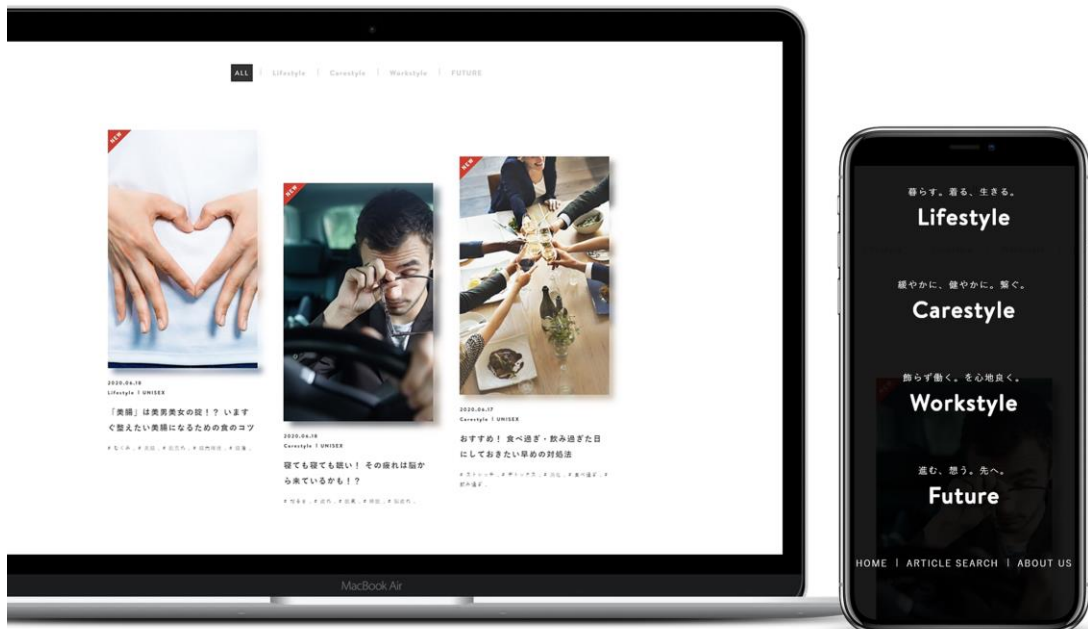 ALL | Lifestyle | Carestyle | Workstyle | FUTURE
NEW
2020.06.18
Lifestyle | UNISEX
「美腸」は美男美女の掟！？ います
ぐ整えたい美腸になるための食のコツ
NEW
2020.06.18
Carestyle | UNISEX
寝ても寝ても眠い！ その疲れは脳か
ら来ているかも！？
NEW
2020.06.17
Carestyle | UNISEX
おすすめ！ 食べ過ぎ・飲み過ぎた日
にしておきたい早めの対処法
MacBook Air
暮らす。着る、生きる。
Lifestyle
緩やかに、健やかに。繋ぐ。
Carestyle
飾らず働く。を心地良く。
Workstyle
進む、想う。先へ。
Future
HOME | ARTICLE SEARCH | ABOUT US